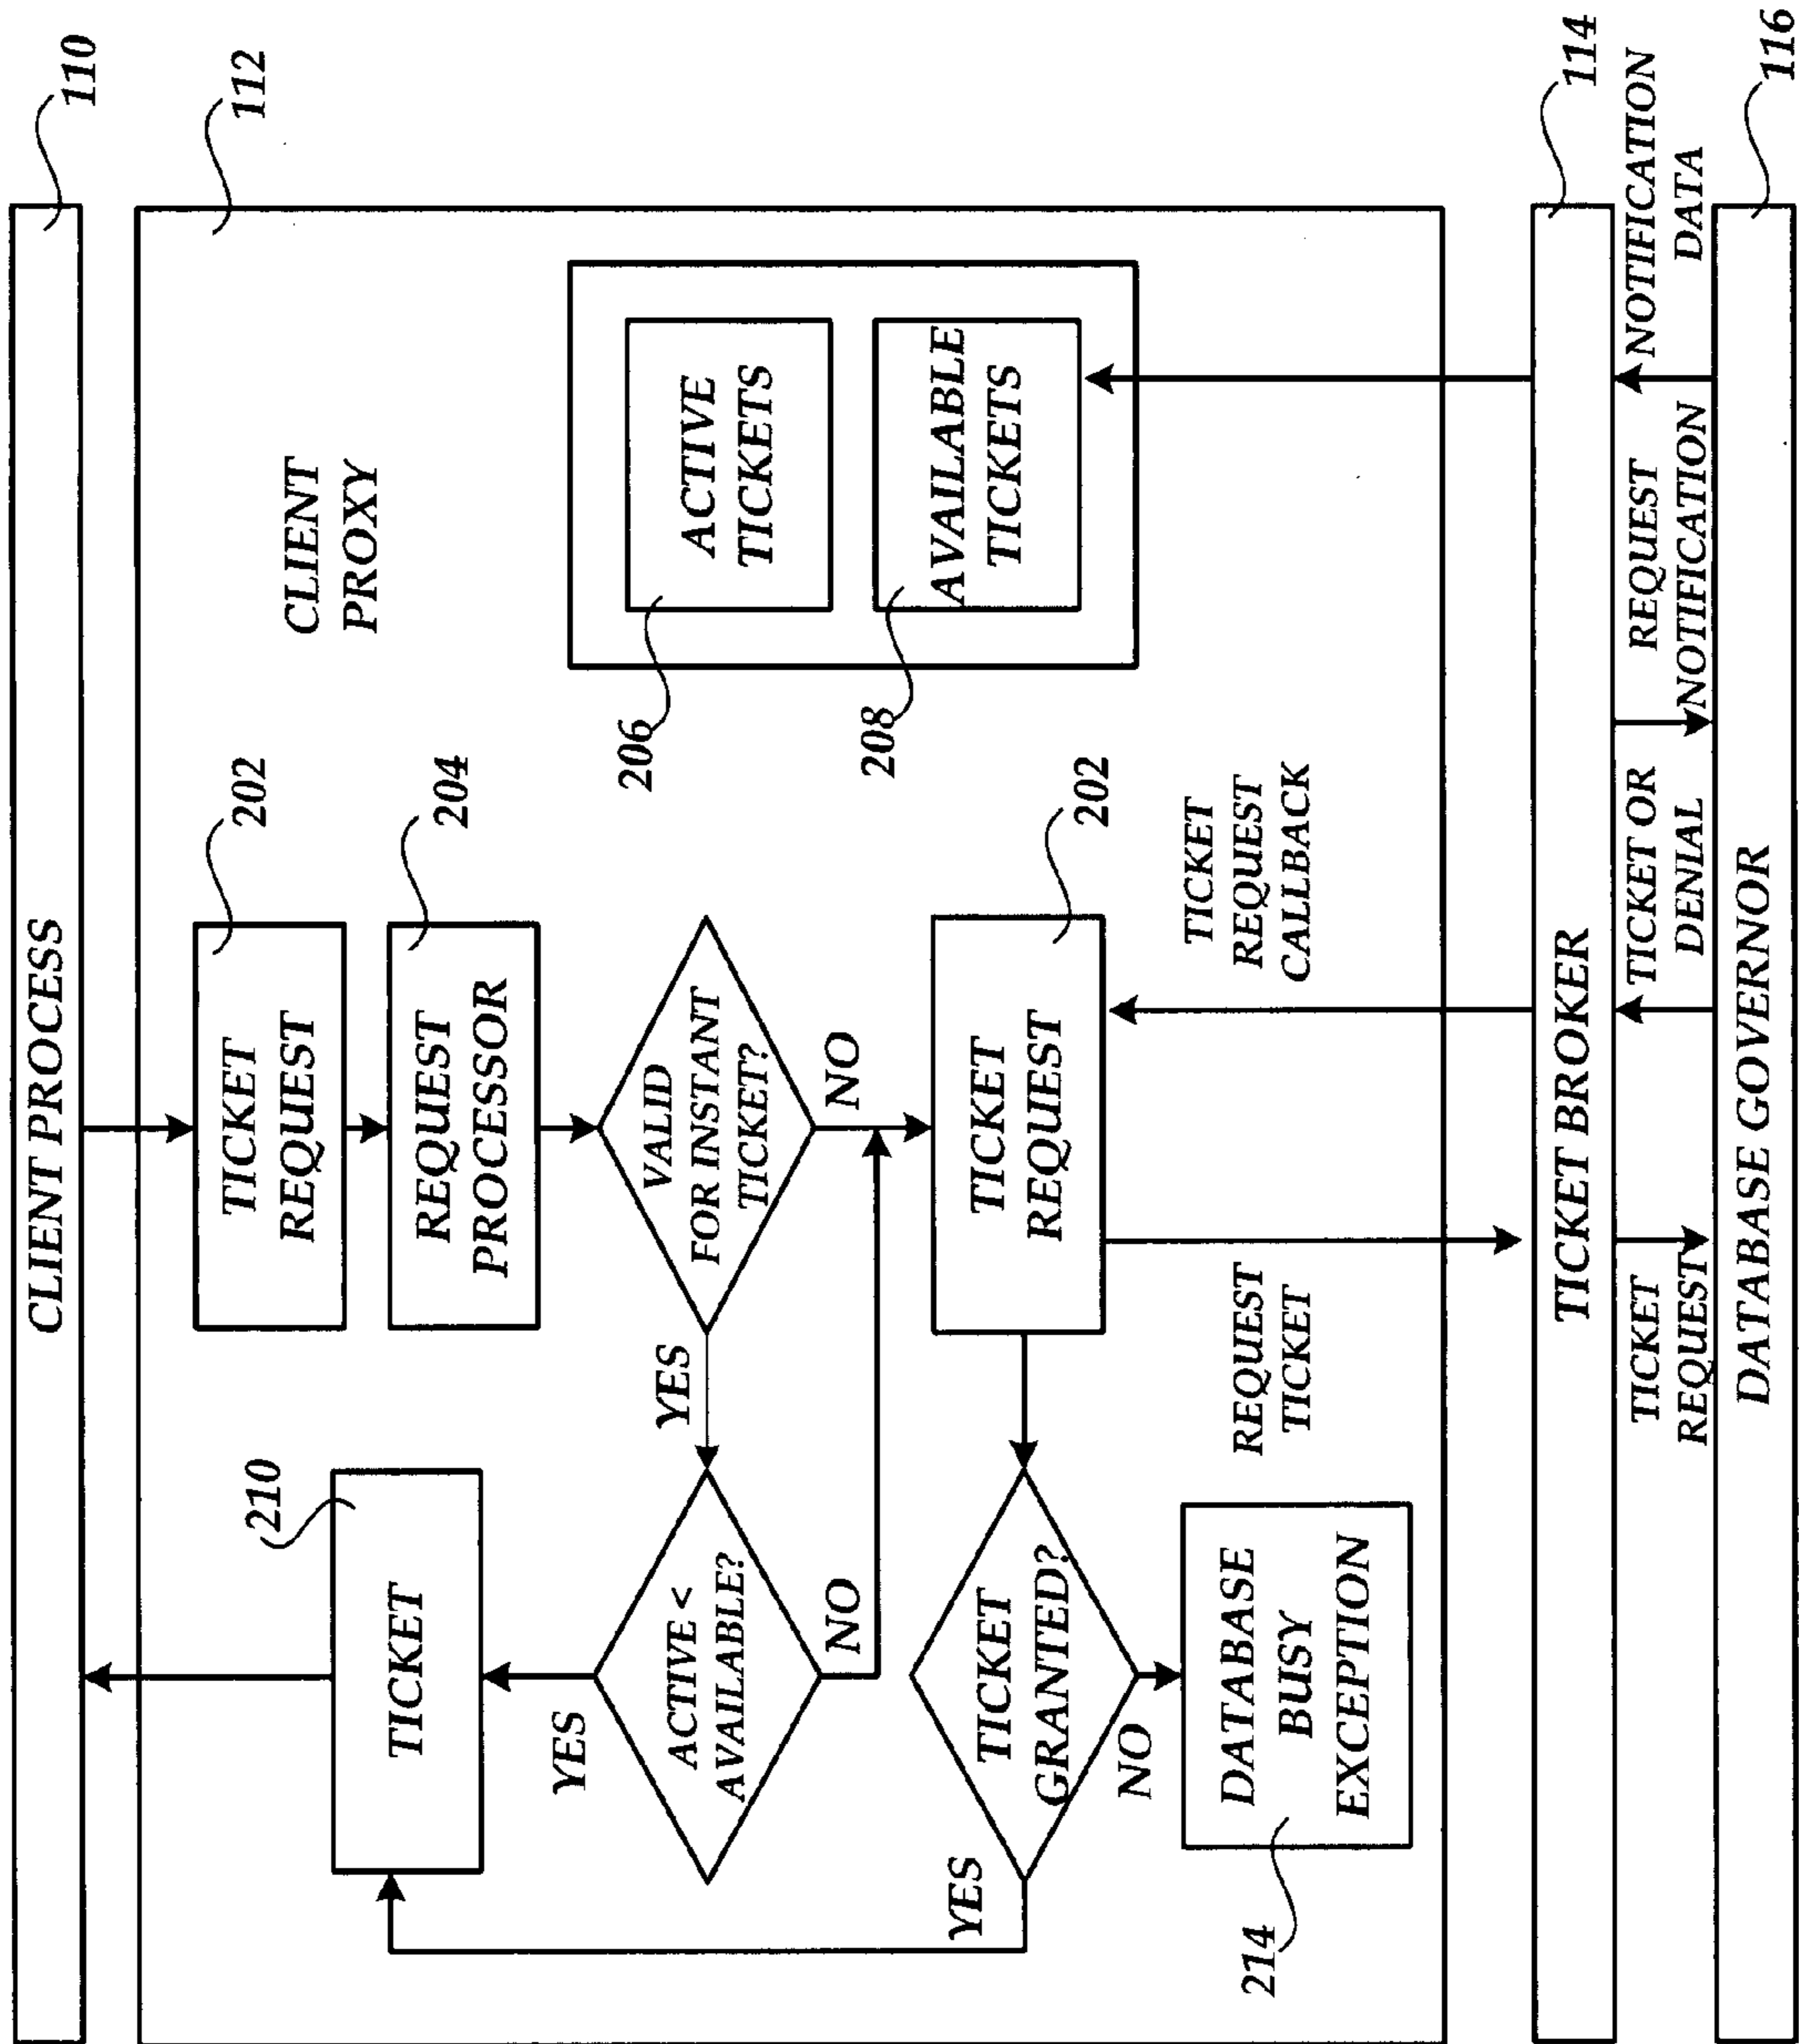 CLIENT PROCESS
110
112
CLIENT
PROXY
210
TICKET
TICKET
REQUEST
202
REQUEST
PROCESSOR
204
YES
ACTIVE <
AVAILABLE?
NO
YES
VALID
FOR INSTANT
TICKET?
NO
ACTIVE
TICKETS
206
AVAILABLE
TICKETS
208
YES
TICKET
GRANTED?
NO
TICKET
REQUEST
202
DATABASE
BUSY
EXCEPTION
214
REQUEST
TICKET
TICKET
REQUEST
CALLBACK
TICKET BROKER
114
TICKET
REQUEST
TICKET OR
DENIAL
REQUEST
NOTIFICATION
NOTIFICATION
DATA
DATABASE GOVERNOR
116